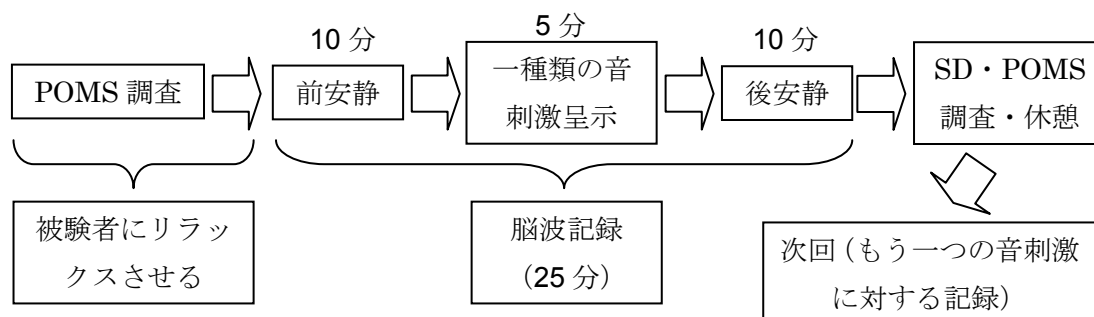 10 分
5 分
10 分
POMS 調査
前安静
一種類の音
刺激呈示
後安静
SD・POMS
調査・休憩
被験者にリラッ
クスさせる
脳波記録
（25 分）
次回（もう一つの音刺激
に対する記録）